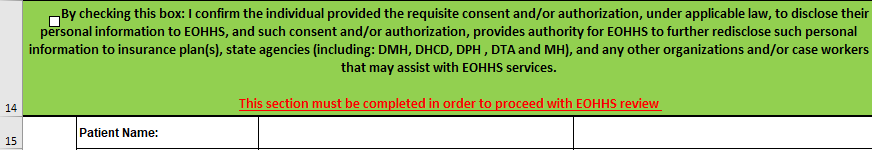 By checking this box: I confirm the individual provided the requisite consent and/or authorization, under applicable law, to disclose their
personal information to EOHHS, and such consent and/or authorization, provides authority for EOHHS to further redisclose such personal
information to insurance plan(s), state agencies (including: DMH, DHCD, DPH , DTA and MH), and any other organizations and/or case workers
that may assist with EOHHS services.
14 This section must be completed in order to proceed with EOHHS review
15 Patient Name: